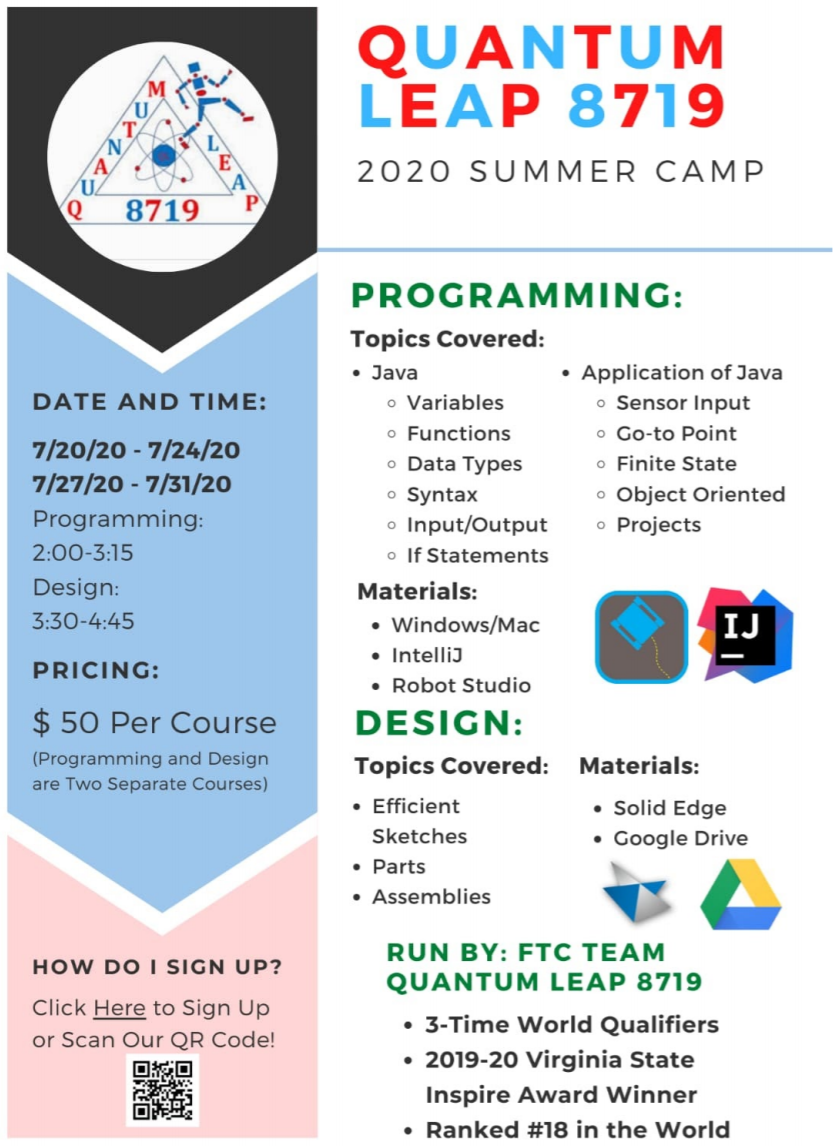 QUANTUM LEAP
8719
QUANTUM
LEAP 8719
2020 SUMMER CAMP
DATE AND TIME:
7/20/20 - 7/24/20
7/27/20 - 7/31/20
Programming:
2:00-3:15
Design:
3:30-4:45
PRICING:
$ 50 Per Course
(Programming and Design
are Two Separate Courses)
HOW DO I SIGN UP?
Click Here to Sign Up
or Scan Our QR Code!
PROGRAMMING:
Topics Covered:
• Java
◦ Variables
◦ Functions
◦ Data Types
◦ Syntax
◦ Input/Output
◦ If Statements
• Application of Java
◦ Sensor Input
◦ Go-to Point
◦ Finite State
◦ Object Oriented
◦ Projects
Materials:
• Windows/Mac
• IntelliJ
• Robot Studio
IJ
DESIGN:
Topics Covered:
• Efficient
Sketches
• Parts
• Assemblies
Materials:
• Solid Edge
• Google Drive
RUN BY: FTC TEAM
QUANTUM LEAP 8719
• 3-Time World Qualifiers
• 2019-20 Virginia State
Inspire Award Winner
• Ranked #18 in the World